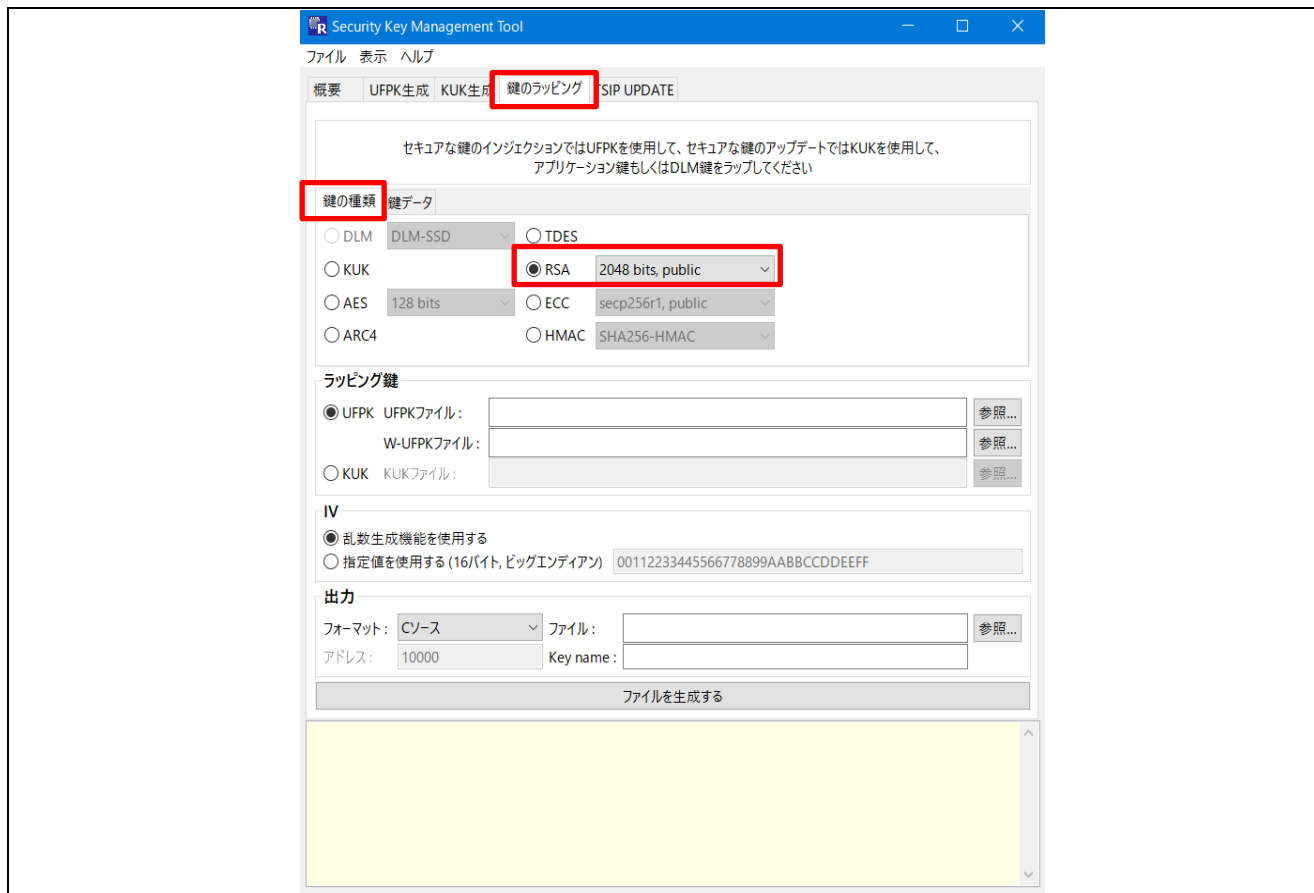 Security Key Management Tool
ファイル 表示 ヘルプ
概要 UFPK生成 KUK生成 鍵のラッピング TSIP UPDATE
セキュアな鍵のインジェクションではUFPKを使用して、セキュアな鍵のアップデートではKUKを使用して、
アプリケーション鍵もしくはDLM鍵をラップしてください
鍵の種類 鍵データ
DLM DLM-SSD TDES
KUK RSA 2048 bits, public
AES 128 bits ECC secp256r1, public
ARC4 HMAC SHA256-HMAC
ラッピング鍵
UFPK UFPKファイル : 参照...
W-UFPKファイル : 参照...
KUK KUKファイル : 参照...
IV
乱数生成機能を使用する
指定値を使用する (16バイト, ビッグエンディアン) 00112233445566778899AABBCCDDEEFF
出力
フォーマット : Cソース ファイル : 参照...
アドレス : 10000 Key name :
ファイルを生成する